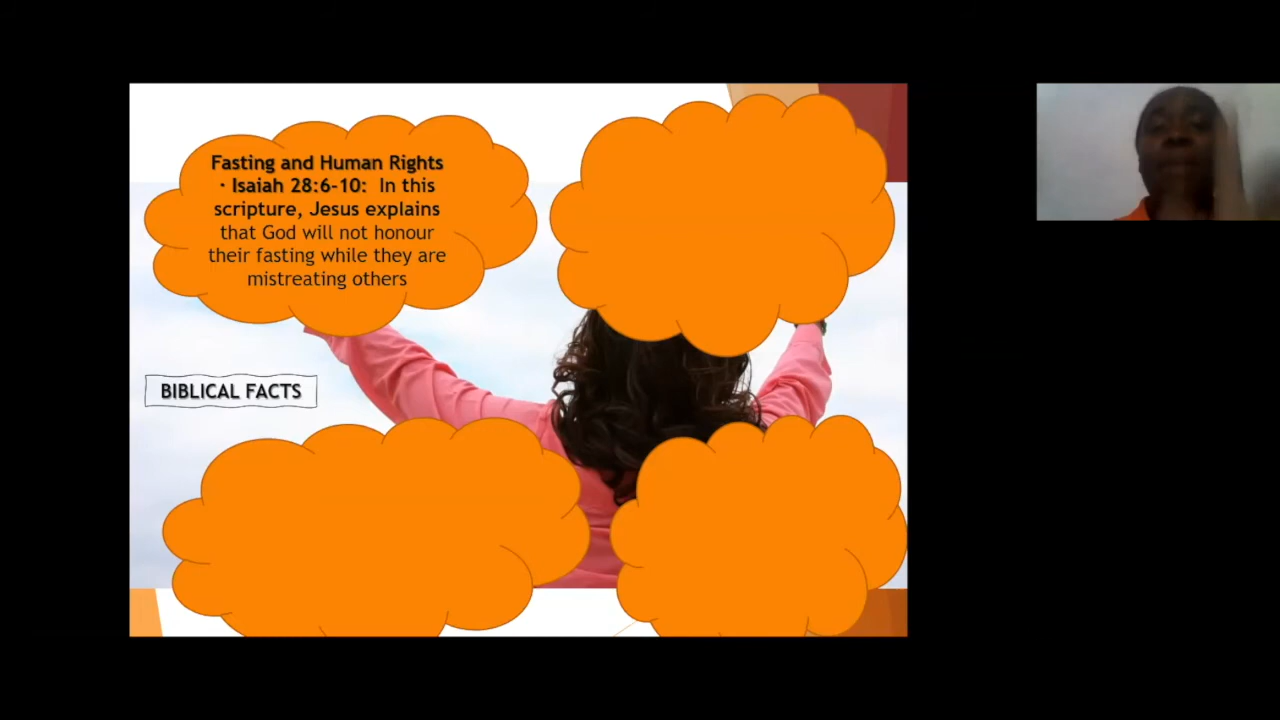 Fasting and Human Rights
· Isaiah 28:6-10: In this
scripture, Jesus explains
that God will not honour
their fasting while they are
mistreating others
BIBLICAL FACTS